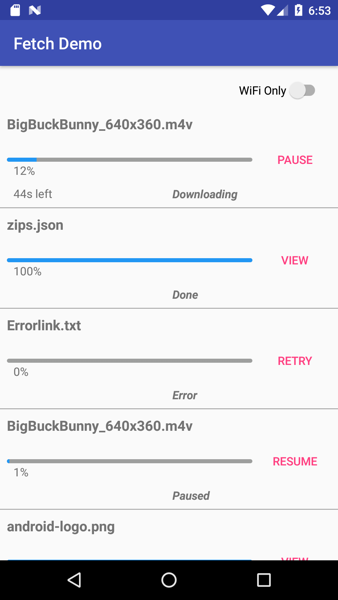 6:53
Fetch Demo
WiFi Only
BigBuckBunny_640x360.m4v
PAUSE
12%
44s left Downloading
zips.json
VIEW
100%
Done
Errorlink.txt
RETRY
0%
Error
BigBuckBunny_640x360.m4v
RESUME
1%
Paused
android-logo.png
VIEW